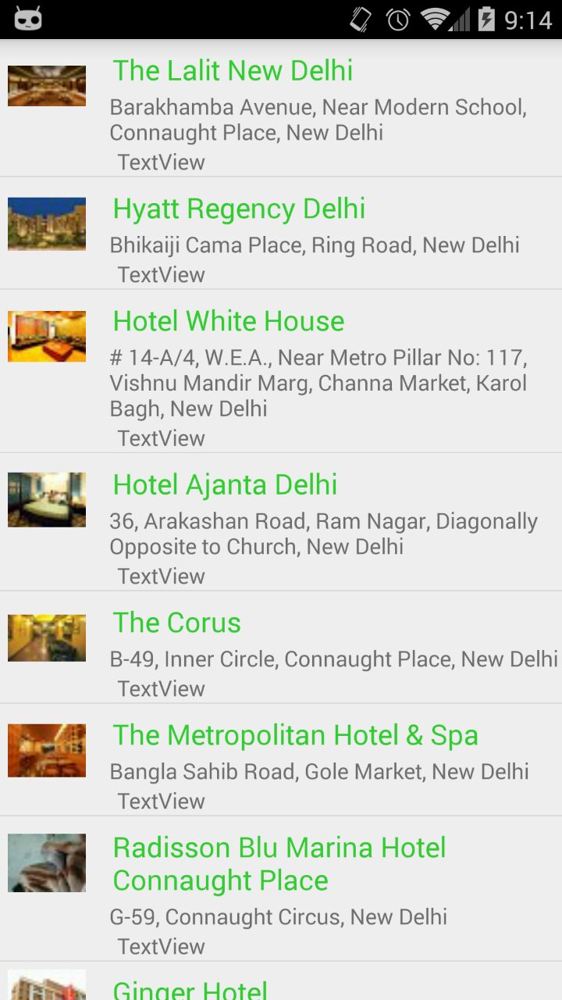 9:14
The Lalit New Delhi
Barakhamba Avenue, Near Modern School,
Connaught Place, New Delhi
TextView
Hyatt Regency Delhi
Bhikaiji Cama Place, Ring Road, New Delhi
TextView
Hotel White House
# 14-A/4, W.E.A., Near Metro Pillar No: 117,
Vishnu Mandir Marg, Channa Market, Karol
Bagh, New Delhi
TextView
Hotel Ajanta Delhi
36, Arakashan Road, Ram Nagar, Diagonally
Opposite to Church, New Delhi
TextView
The Corus
B-49, Inner Circle, Connaught Place, New Delhi
TextView
The Metropolitan Hotel & Spa
Bangla Sahib Road, Gole Market, New Delhi
TextView
Radisson Blu Marina Hotel
Connaught Place
G-59, Connaught Circus, New Delhi
TextView
Ginger Hotel